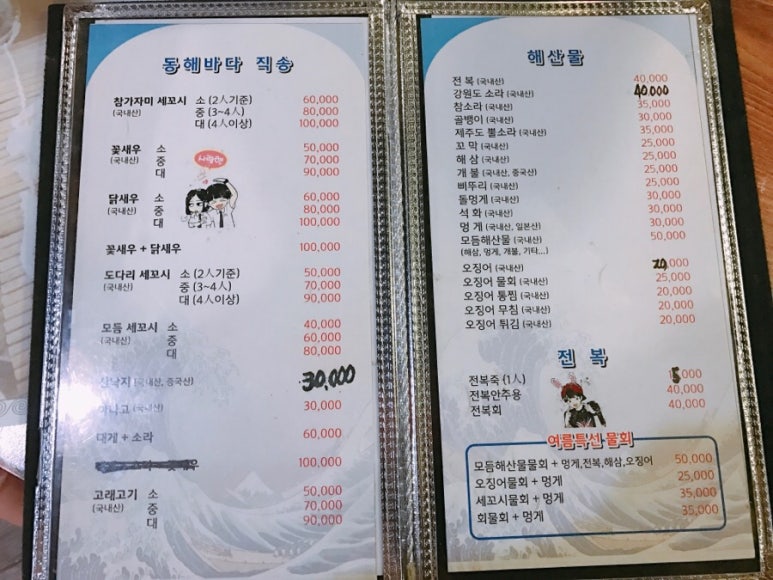 동해바다 직송
참가자미 세꼬시 소 (2人기준) 60,000
(국내산) 중 (3~4人) 80,000
대 (4人이상) 100,000
꽃새우 소 50,000
(국내산) 중 70,000
대 90,000
닭새우 소 60,000
(국내산) 중 80,000
대 100,000
꽃새우 + 닭새우 100,000
도다리 세꼬시 소 (2人기준) 50,000
(국내산) 중 (3~4人) 70,000
대 (4人이상) 90,000
모듬 세꼬시 소 40,000
(국내산) 중 60,000
대 80,000
산낙지 (국내산, 중국산) 30,000
아나고 (국내산) 30,000
대게 + 소라 60,000
100,000
고래고기 소 50,000
(국내산) 중 70,000
대 90,000
해산물
전 복 (국내산) 40,000
강원도 소라 (국내산) 40,000
참소라 (국내산) 35,000
골뱅이 (국내산) 30,000
제주도 뿔소라 (국내산) 35,000
꼬 막 (국내산) 25,000
해 삼 (국내산) 25,000
개 불 (국내산, 중국산) 25,000
삐뚜리 (국내산) 25,000
돌멍게 (국내산) 30,000
석 화 (국내산) 30,000
멍 게 (국내산, 일본산) 30,000
모듬해산물 (국내산) 50,000
(해삼, 멍게, 개불, 기타...)
오징어 (국내산) 20,000
오징어 물회 (국내산) 25,000
오징어 통찜 (국내산) 20,000
오징어 무침 (국내산) 20,000
오징어 튀김 (국내산) 20,000
전 복
전복죽 (1人) 15,000
전복안주용 40,000
전복회 40,000
여름특선 물회
모듬해산물물회 + 멍게,전복,해삼,오징어 50,000
오징어물회 + 멍게 25,000
세꼬시물회 + 멍게 35,000
회물회 + 멍게 35,000